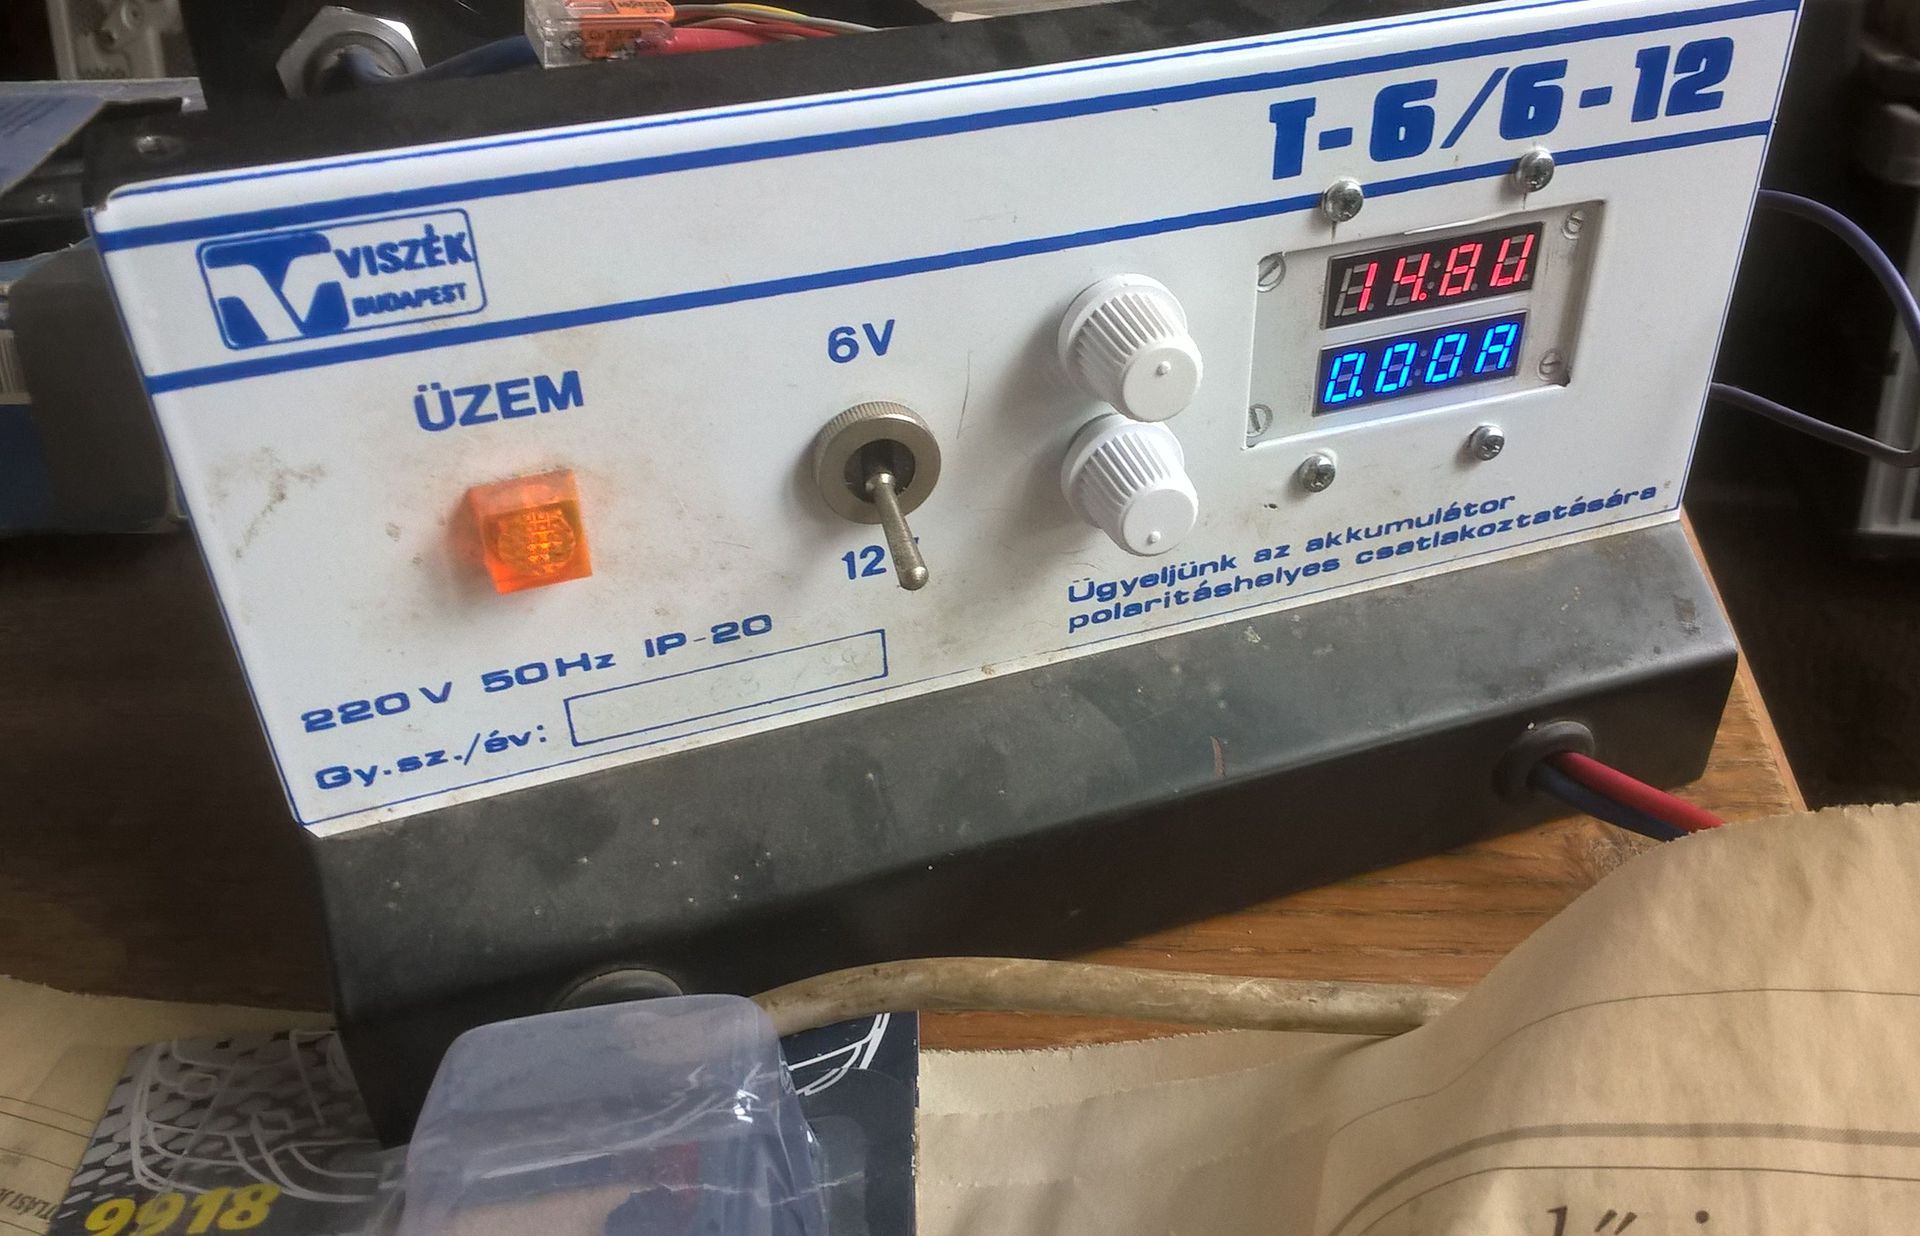 T-6/6-12
VISZÉK
BUDAPEST
14.8U
0.00A
6V
ÜZEM
12
Ügyeljünk az akkumulátor
polaritáshelyes csatlakoztatására
220V 50Hz IP-20
Gy.sz./év:
9918